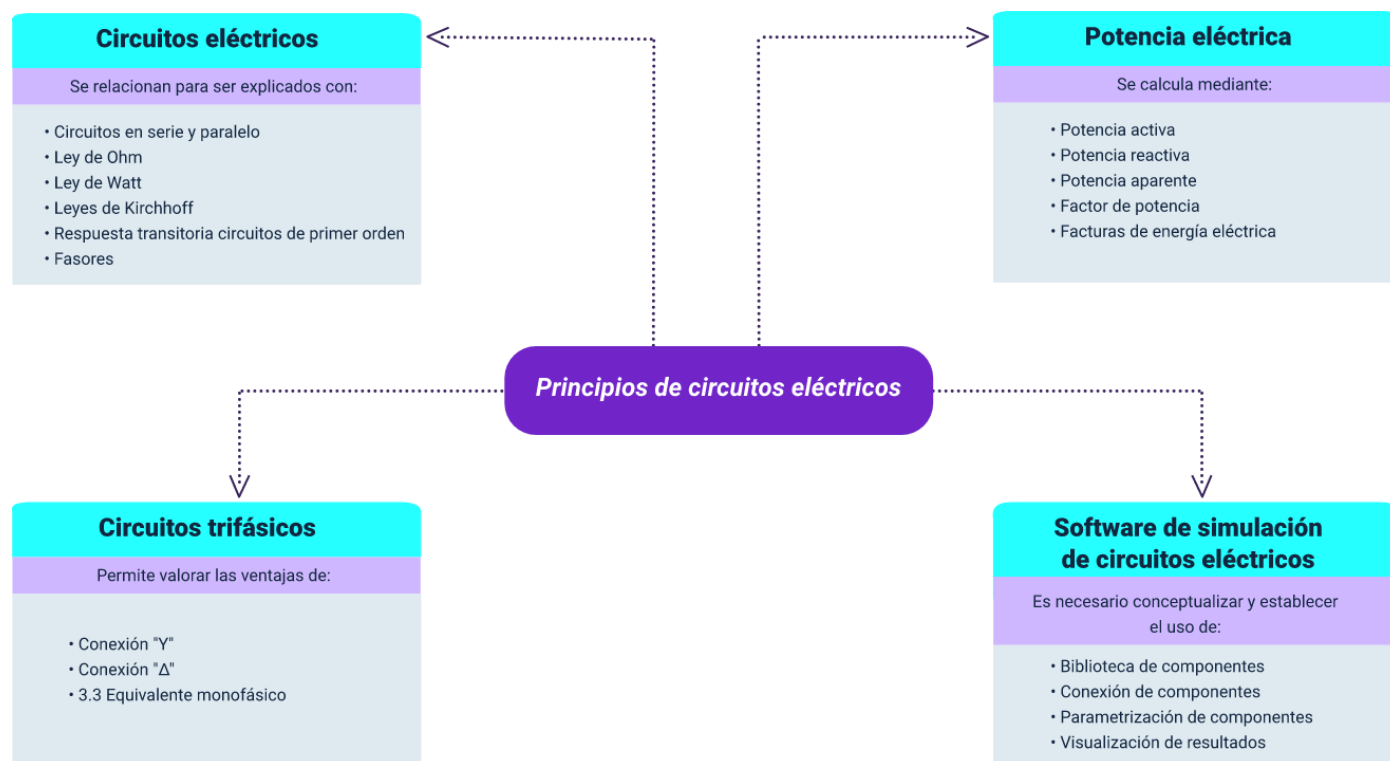 Circuitos eléctricos
Se relacionan para ser explicados con:
• Circuitos en serie y paralelo
• Ley de Ohm
• Ley de Watt
• Leyes de Kirchhoff
• Respuesta transitoria circuitos de primer orden
• Fasores
Potencia eléctrica
Se calcula mediante:
• Potencia activa
• Potencia reactiva
• Potencia aparente
• Factor de potencia
• Facturas de energía eléctrica
Principios de circuitos eléctricos
Circuitos trifásicos
Permite valorar las ventajas de:
• Conexión "Y"
• Conexión "Δ"
• 3.3 Equivalente monofásico
Software de simulación
de circuitos eléctricos
Es necesario conceptualizar y establecer
el uso de:
• Biblioteca de componentes
• Conexión de componentes
• Parametrización de componentes
• Visualización de resultados